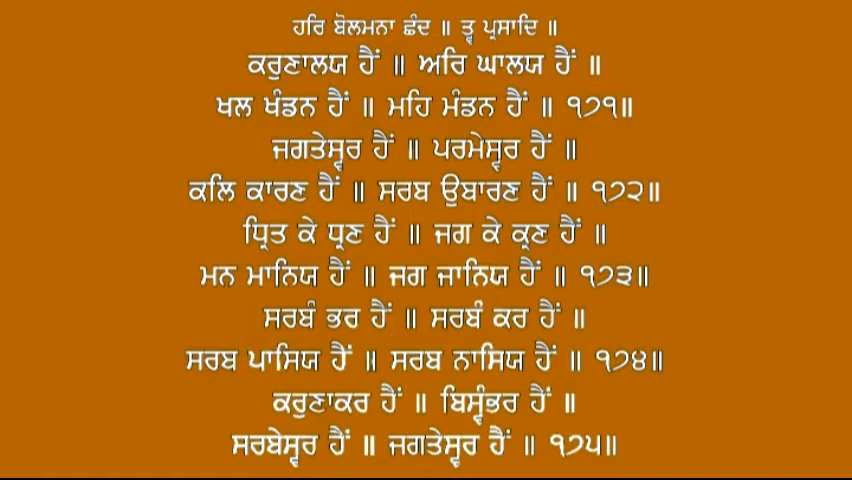 ਹਰਿ ਬੋਲਮਨਾ ਛੰਦ ॥ ਤ੍ਵ ਪ੍ਰਸਾਦਿ ॥
ਕਰੁਣਾਲਯ ਹੈਂ ॥ ਅਰਿ ਘਾਲਯ ਹੈਂ ॥
ਖਲ ਖੰਡਨ ਹੈਂ ॥ ਮਹਿ ਮੰਡਨ ਹੈਂ ॥ ੧੭੧॥
ਜਗਤੇਸ੍ਵਰ ਹੈਂ ॥ ਪਰਮੇਸ੍ਵਰ ਹੈਂ ॥
ਕਲਿ ਕਾਰਣ ਹੈਂ ॥ ਸਰਬ ਉਬਾਰਣ ਹੈਂ ॥ ੧੭੨॥
ਧ੍ਰਿਤ ਕੇ ਧ੍ਰਣ ਹੈਂ ॥ ਜਗ ਕੇ ਕ੍ਰਣ ਹੈਂ ॥
ਮਨ ਮਾਨਿਯ ਹੈਂ ॥ ਜਗ ਜਾਨਿਯ ਹੈਂ ॥ ੧੭੩॥
ਸਰਬੰ ਭਰ ਹੈਂ ॥ ਸਰਬੰ ਕਰ ਹੈਂ ॥
ਸਰਬ ਪਾਸਿਯ ਹੈਂ ॥ ਸਰਬ ਨਾਸਿਯ ਹੈਂ ॥ ੧੭੪॥
ਕਰੁਣਾਕਰ ਹੈਂ ॥ ਬਿਸ੍ਵੰਭਰ ਹੈਂ ॥
ਸਰਬੇਸ੍ਵਰ ਹੈਂ ॥ ਜਗਤੇਸ੍ਵਰ ਹੈਂ ॥ ੧੭੫॥